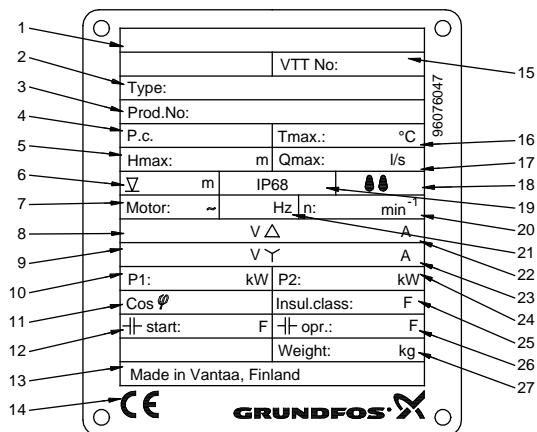 1
VTT No: 15
2
Type:
3
Prod.No:
96076047
4
P.c. Tmax.: °C 16
5
Hmax: m Qmax: l/s 17
6
m IP68 18
19
7
Motor: ~ Hz n: min-1 20
21
8
V △ A 22
9
V Y A 23
10
P1: kW P2: kW 24
11
Cos φ Insul.class: F 25
12
start: F opr.: F 26
Weight: kg 27
13
Made in Vantaa, Finland
14
CE GRUNDFOS